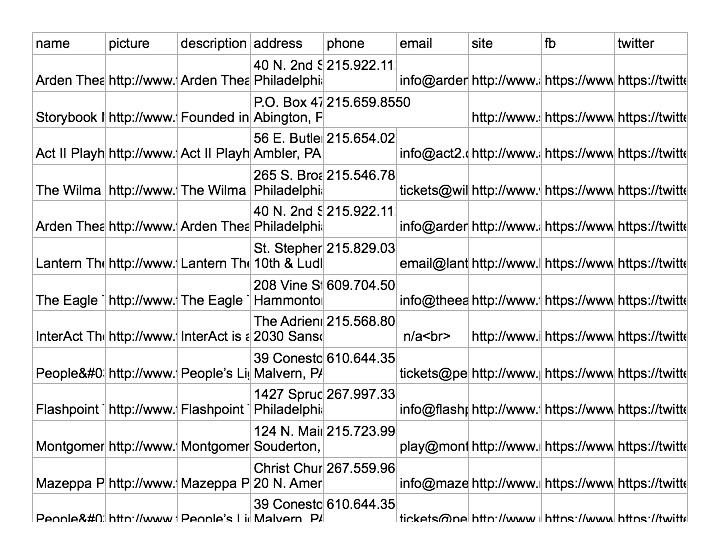 name picture description address phone email site fb twitter
40 N. 2nd S 215.922.11
Arden Thea http://www. Arden Thea Philadelphi info@arden http://www. https://www https://twitte
P.O. Box 47 215.659.8550
Storybook http://www. Founded in Abington, P http://www. https://www https://twitte
56 E. Butle 215.654.02
Act II Playh http://www. Act II Playh Ambler, PA info@act2. http://www. https://www https://twitte
265 S. Broa 215.546.78
The Wilma http://www. The Wilma Philadelphi tickets@wil http://www. https://www https://twitte
40 N. 2nd S 215.922.11
Arden Thea http://www. Arden Thea Philadelphi info@arden http://www. https://www https://twitte
St. Stephen 215.829.03
Lantern The http://www. Lantern The 10th & Ludl email@lant http://www. https://www https://twitte
208 Vine St 609.704.50
The Eagle http://www. The Eagle Hammonto info@theea http://www. https://www https://twitte
The Adrien 215.568.80
InterAct The http://www. InterAct is a 2030 Sanso n/a<br> http://www. https://www https://twitte
39 Conesto 610.644.35
People&#0 http://www. People's Lig Malvern, PA tickets@pe http://www. https://www https://twitte
1427 Spruc 267.997.33
Flashpoint http://www. Flashpoint Philadelphi info@flashp http://www. https://www https://twitte
124 N. Mai 215.723.99
Montgomer http://www. Montgomer Souderton, play@mont http://www. https://www https://twitte
Christ Chur 267.559.96
Mazeppa P http://www. Mazeppa P 20 N. Amer info@maze http://www. https://www https://twitte
39 Conesto 610.644.35
People&#0 http://www. People's Lig Malvern, PA tickets@pe http://www. https://www https://twitte